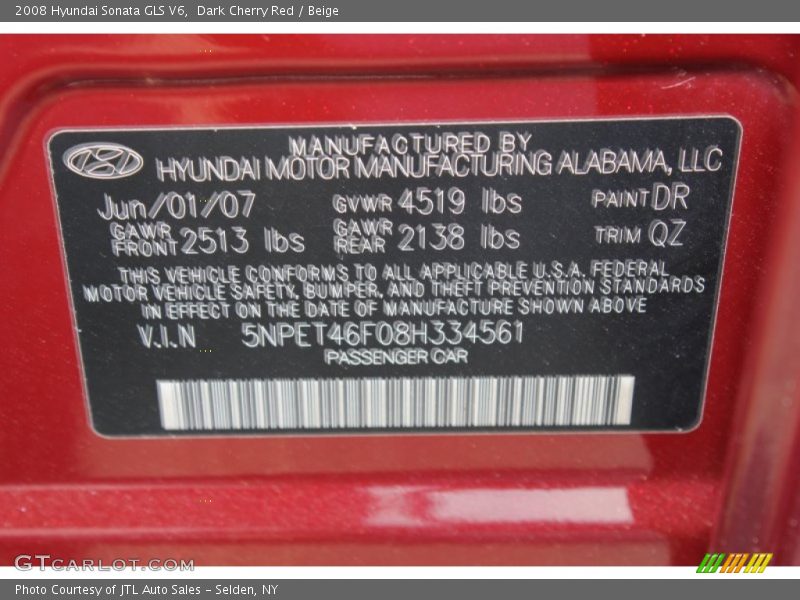 2008 Hyundai Sonata GLS V6,  Dark Cherry Red / Beige
MANUFACTURED BY
HYUNDAI MOTOR MANUFACTURING ALABAMA, LLC
Jun/01/07 GVWR 4519 lbs PAINT DR
GAWR FRONT 2513 lbs GAWR REAR 2138 lbs TRIM QZ
THIS VEHICLE CONFORMS TO ALL APPLICABLE U.S.A. FEDERAL
MOTOR VEHICLE SAFETY, BUMPER, AND THEFT PREVENTION STANDARDS
IN EFFECT ON THE DATE OF MANUFACTURE SHOWN ABOVE
V.I.N 5NPET46F08H334561
PASSENGER CAR
GTCARLOT.COM
Photo Courtesy of JTL Auto Sales - Selden, NY